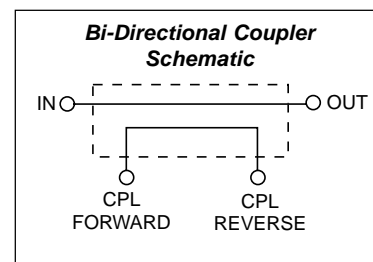 Bi-Directional Coupler
Schematic
IN
OUT
CPL
FORWARD
CPL
REVERSE